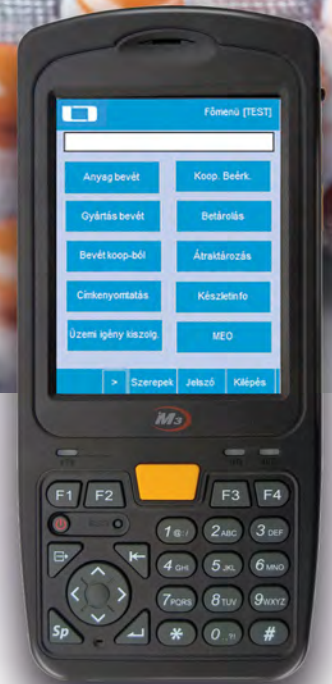 Főmenü [TEST]
Anyag bevét
Koop. Beérk.
Gyártás bevét
Betárolás
Bevét koop-ból
Átraktározás
Címkenyomtatás
Készletinfo
Üzemi igény kiszolg.
MEO
> Szerepek Jelszó Kilépés
M3
F1 F2 F3 F4
1@:/ 2ABC 3DEF
4GHI 5JKL 6MNO
7PQRS 8TUV 9WXYZ
Sp * 0.,?! #